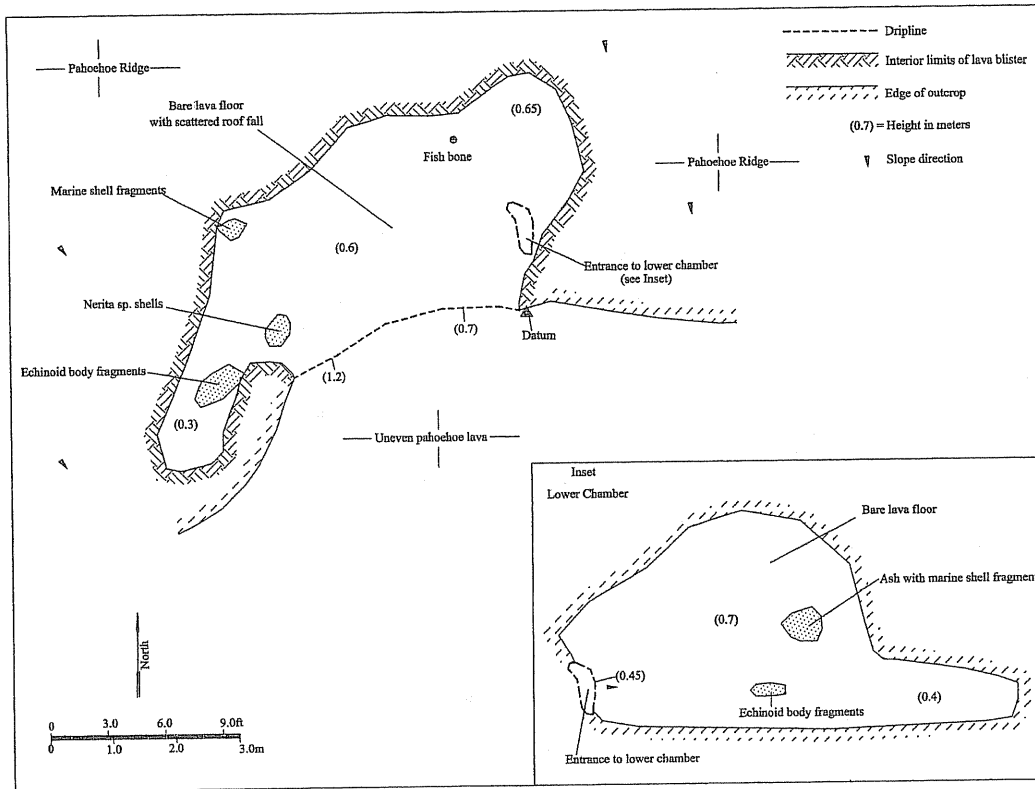 Pahoehoe Ridge
Dripline
Interior limits of lava blister
Edge of outcrop
(0.7) = Height in meters
Slope direction
Bare lava floor
with scattered roof fall
(0.65)
Fish bone
Pahoehoe Ridge
Marine shell fragments
(0.6)
Entrance to lower chamber
(see Inset)
Nerita sp. shells
(0.7)
Datum
Echinoid body fragments
(1.2)
(0.3)
Uneven pahoehoe lava
Inset
Lower Chamber
Bare lava floor
Ash with marine shell fragment
(0.7)
(0.45)
(0.4)
Echinoid body fragments
Entrance to lower chamber
North
0 3.0 6.0 9.0ft
0 1.0 2.0 3.0m